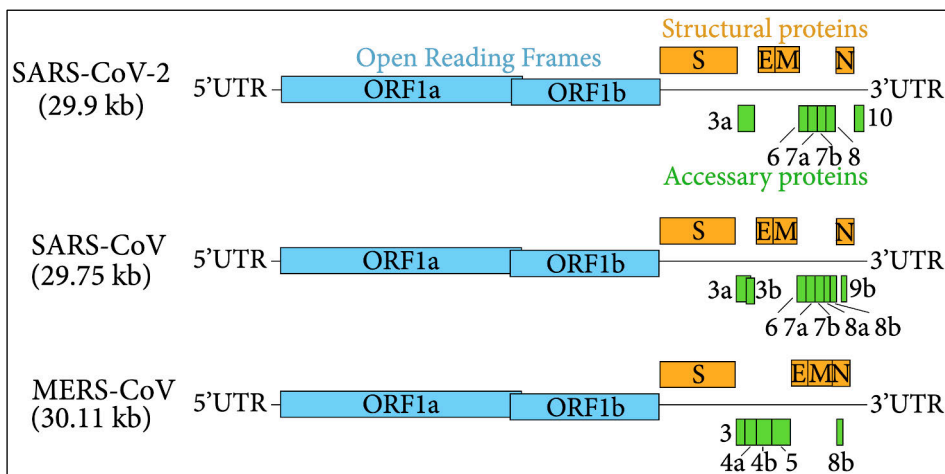 Structural proteins
Open Reading Frames
SARS-CoV-2
(29.9 kb)
5’UTR
ORF1a
ORF1b
S
E
M
N
3’UTR
3a
10
6 7a 7b 8
Accessary proteins
SARS-CoV
(29.75 kb)
5’UTR
ORF1a
ORF1b
S
E
M
N
3’UTR
3a
3b
9b
6 7a 7b 8a 8b
MERS-CoV
(30.11 kb)
5’UTR
ORF1a
ORF1b
S
E
M
N
3’UTR
3
4a 4b 5 8b